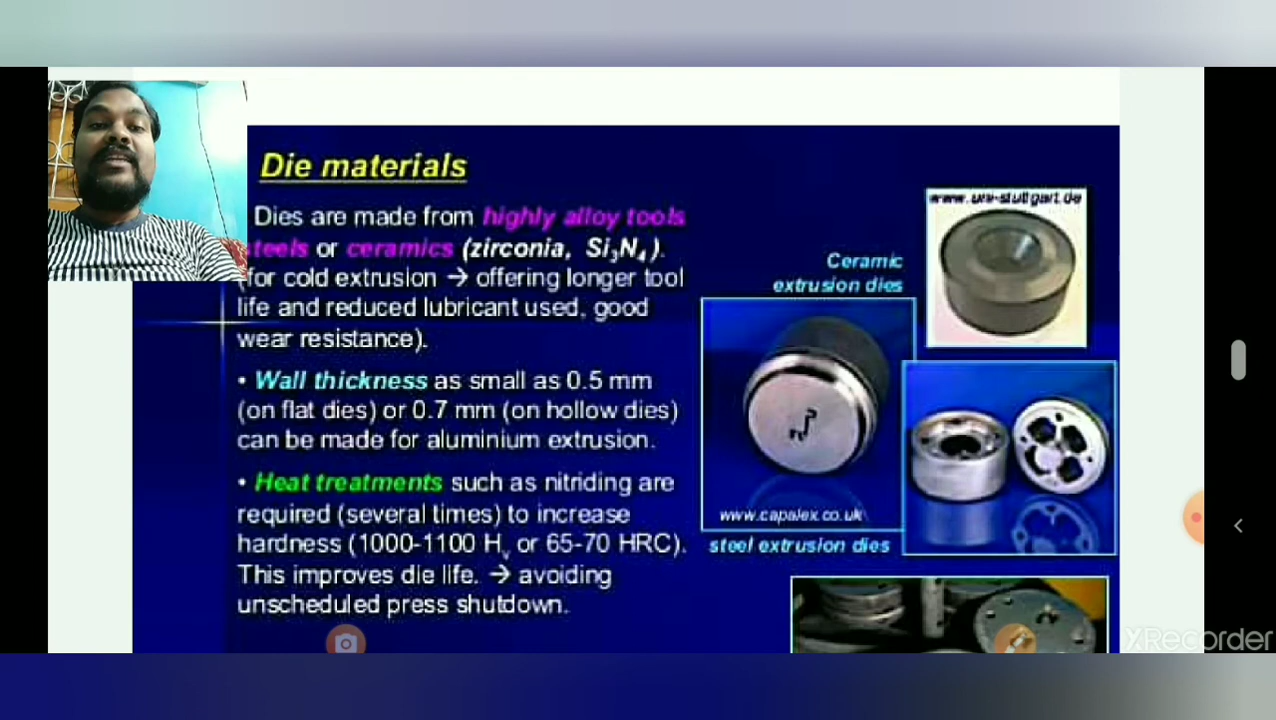 Die materials
Dies are made from highly alloy tools
steels or ceramics (zirconia, Si₃N₄).
(for cold extrusion → offering longer tool
life and reduced lubricant used, good
wear resistance).
• Wall thickness as small as 0.5 mm
(on flat dies) or 0.7 mm (on hollow dies)
can be made for aluminium extrusion.
• Heat treatments such as nitriding are
required (several times) to increase
hardness (1000-1100 Hᵥ or 65-70 HRC).
This improves die life. → avoiding
unscheduled press shutdown.
www.uni-stuttgart.de
Ceramic
extrusion dies
www.capalex.co.uk
steel extrusion dies
XRecorder